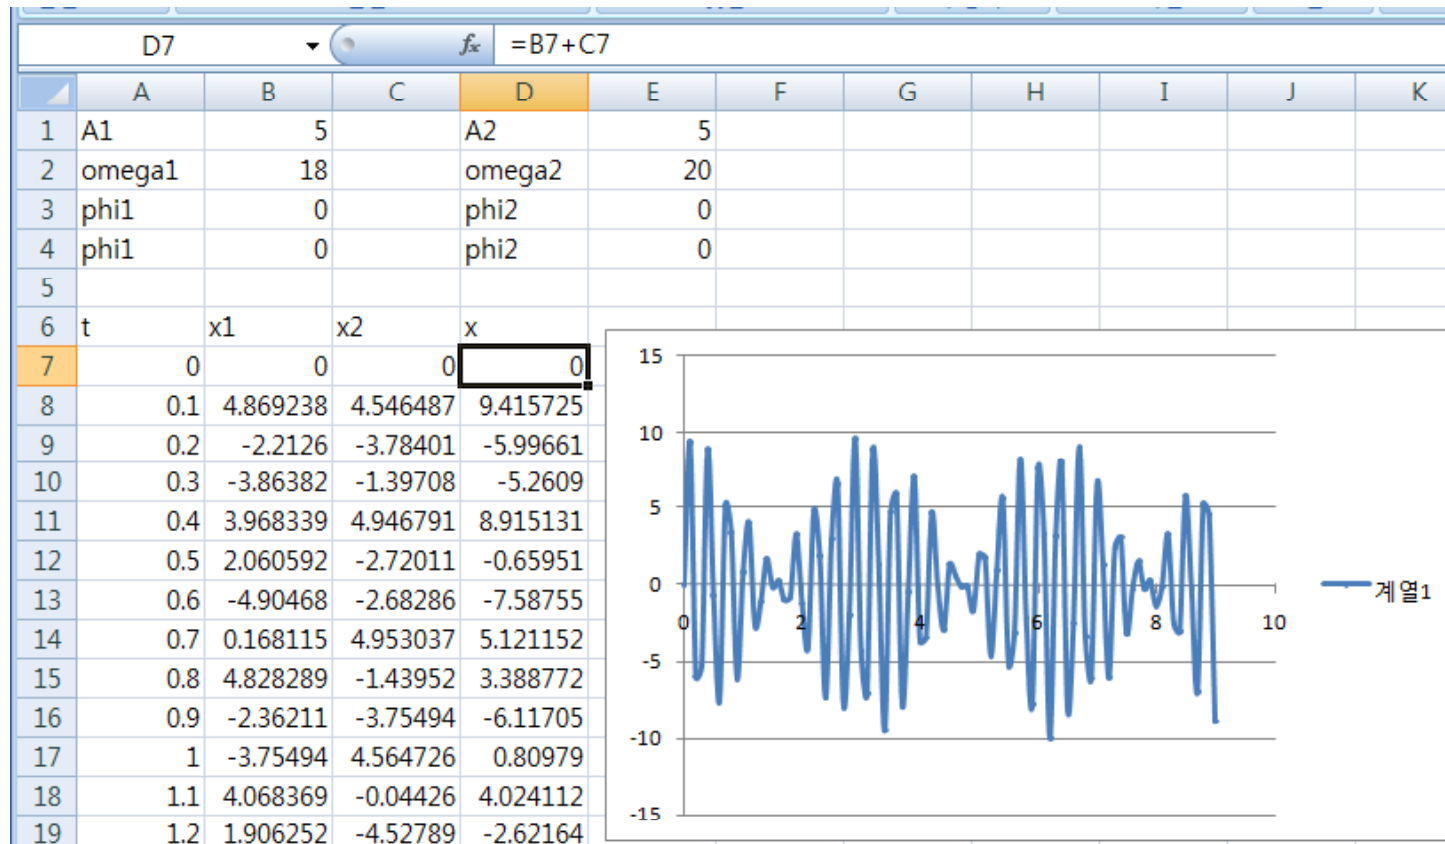 D7 fx =B7+C7
A B C D E F G H I J K
1 A1 5 A2 5
2 omega1 18 omega2 20
3 phi1 0 phi2 0
4 phi1 0 phi2 0
5
6 t x1 x2 x
7 0 0 0 0
8 0.1 4.869238 4.546487 9.415725
9 0.2 -2.2126 -3.78401 -5.99661
10 0.3 -3.86382 -1.39708 -5.2609
11 0.4 3.968339 4.946791 8.915131
12 0.5 2.060592 -2.72011 -0.65951
13 0.6 -4.90468 -2.68286 -7.58755
14 0.7 0.168115 4.953037 5.121152
15 0.8 4.828289 -1.43952 3.388772
16 0.9 -2.36211 -3.75494 -6.11705
17 1 -3.75494 4.564726 0.80979
18 1.1 4.068369 -0.04426 4.024112
19 1.2 1.906252 -4.52789 -2.62164
15
10
5
0
-5
-10
-15
0 2 4 6 8 10
계열1